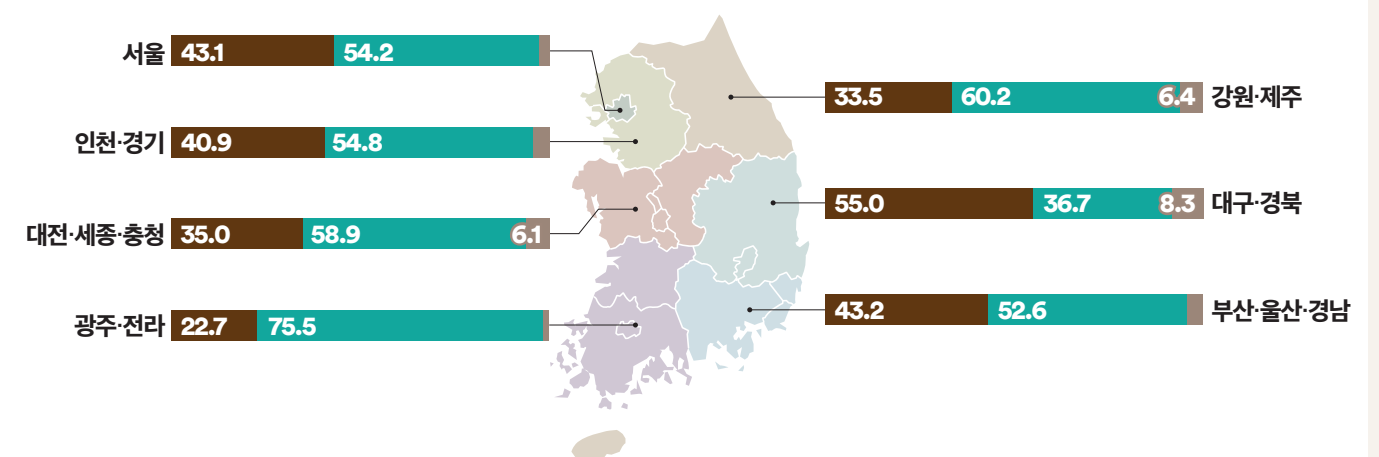 서울 43.1 54.2
인천·경기 40.9 54.8
대전·세종·충청 35.0 58.9 6.1
광주·전라 22.7 75.5
33.5 60.2 6.4 강원·제주
55.0 36.7 8.3 대구·경북
43.2 52.6 부산·울산·경남